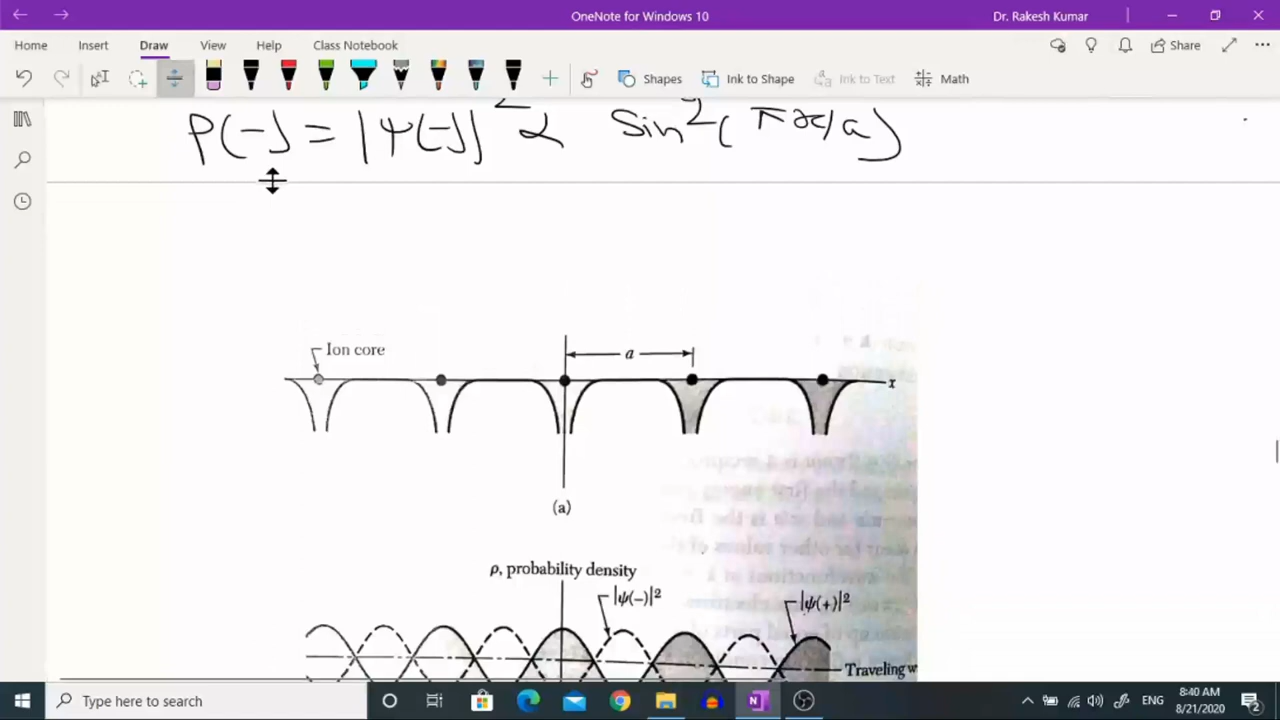 OneNote for Windows 10
Dr. Rakesh Kumar
Home Insert Draw View Help Class Notebook
Share
Shapes Ink to Shape Ink to Text Math
ρ(-) = |ψ(-)|² α sin²(πx/a)
Ion core
a
x
(a)
ρ, probability density
|ψ(−)|²
|ψ(+)|²
Traveling w
Type here to search
ENG
8:40 AM
8/21/2020
2